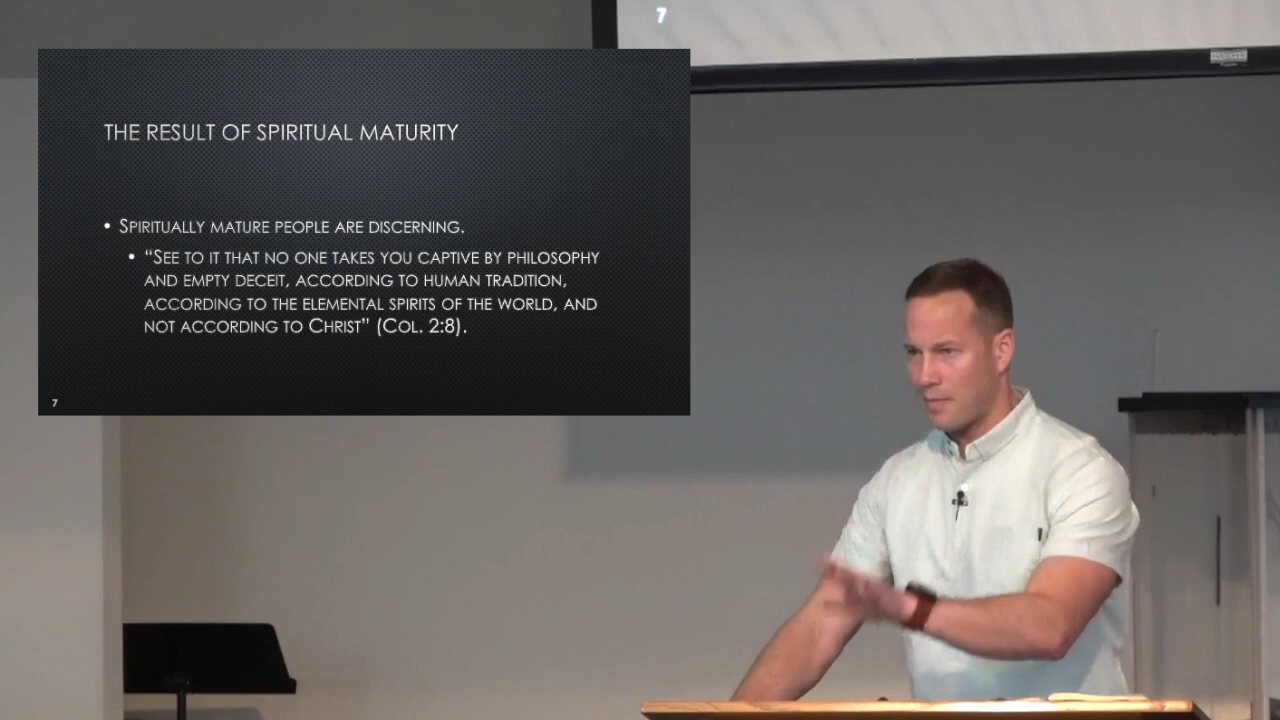 7
THE RESULT OF SPIRITUAL MATURITY
• SPIRITUALLY MATURE PEOPLE ARE DISCERNING.
• “SEE TO IT THAT NO ONE TAKES YOU CAPTIVE BY PHILOSOPHY
AND EMPTY DECEIT, ACCORDING TO HUMAN TRADITION,
ACCORDING TO THE ELEMENTAL SPIRITS OF THE WORLD, AND
NOT ACCORDING TO CHRIST” (COL. 2:8).
7